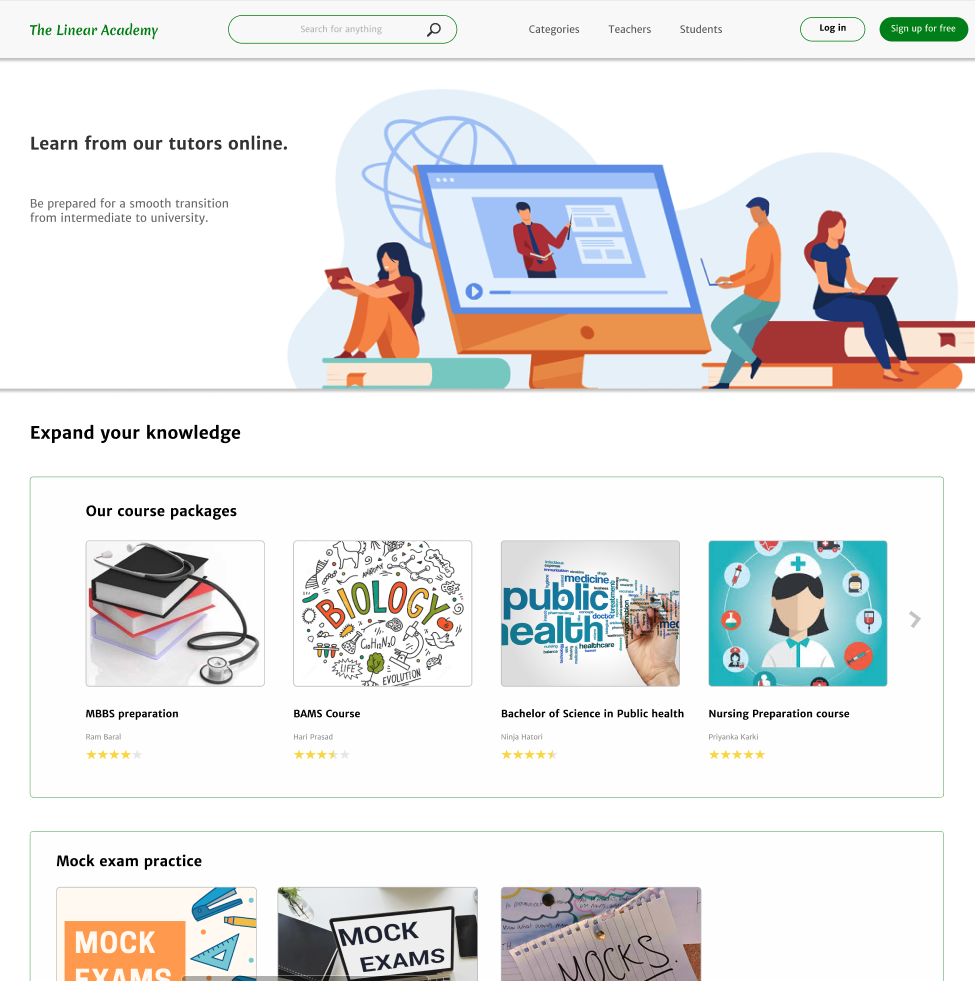 The Linear Academy
Search for anything
Categories
Teachers
Students
Log in
Sign up for free
Learn from our tutors online.
Be prepared for a smooth transition
from intermediate to university.
Expand your knowledge
Our course packages
BIOLOGY
LIFE
EVOLUTION
medicine
public
health
doctor
treatment
healthcare
MBBS preparation
BAMS Course
Bachelor of Science in Public health
Nursing Preparation course
Ram Baral
Hari Prasad
Ninja Hatori
Priyanka Karki
Mock exam practice
MOCK
EXAMS
MOCK
EXAMS
MOCKS.